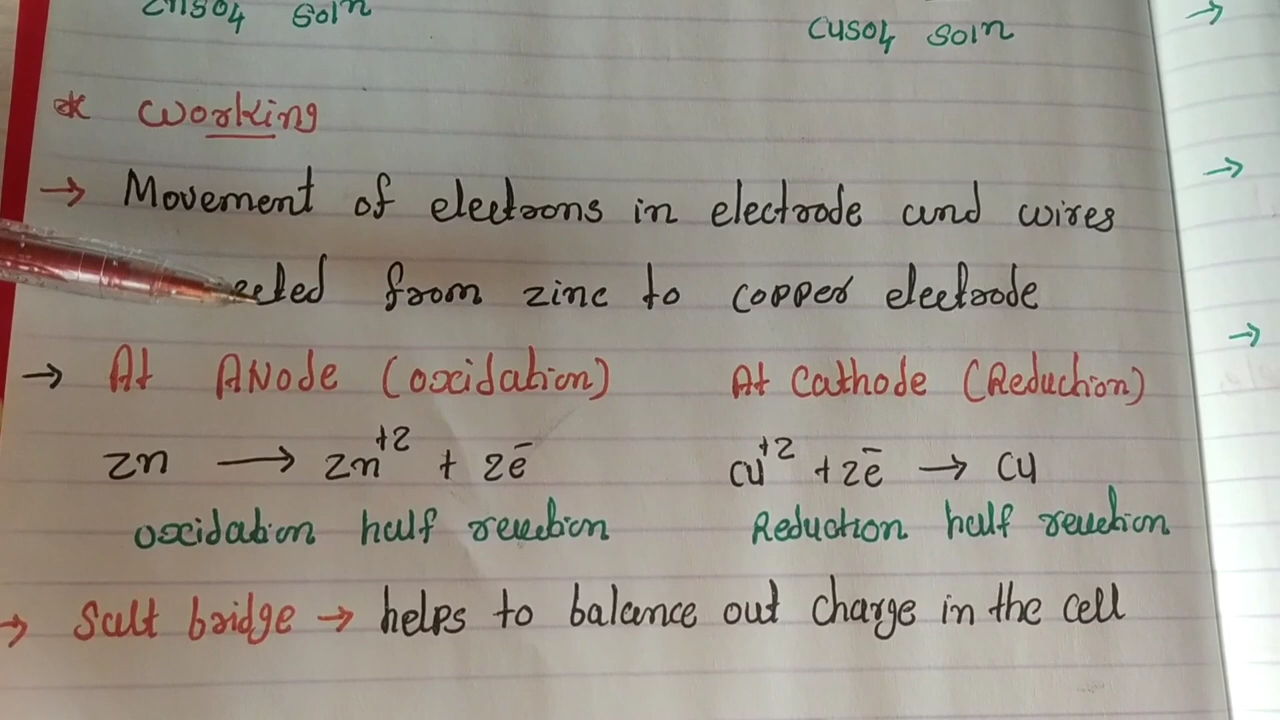 ZnSO4 Soln
CuSO4 Soln
* Working
→ Movement of electrons in electrode and wires
from zinc to copper electrode
→ At ANode (oxidation) At Cathode (Reduction)
Zn → Zn+2 + 2e- Cu+2 + 2e- → Cu
Oxidation half reaction Reduction half reaction
→ Salt bridge → helps to balance out charge in the cell